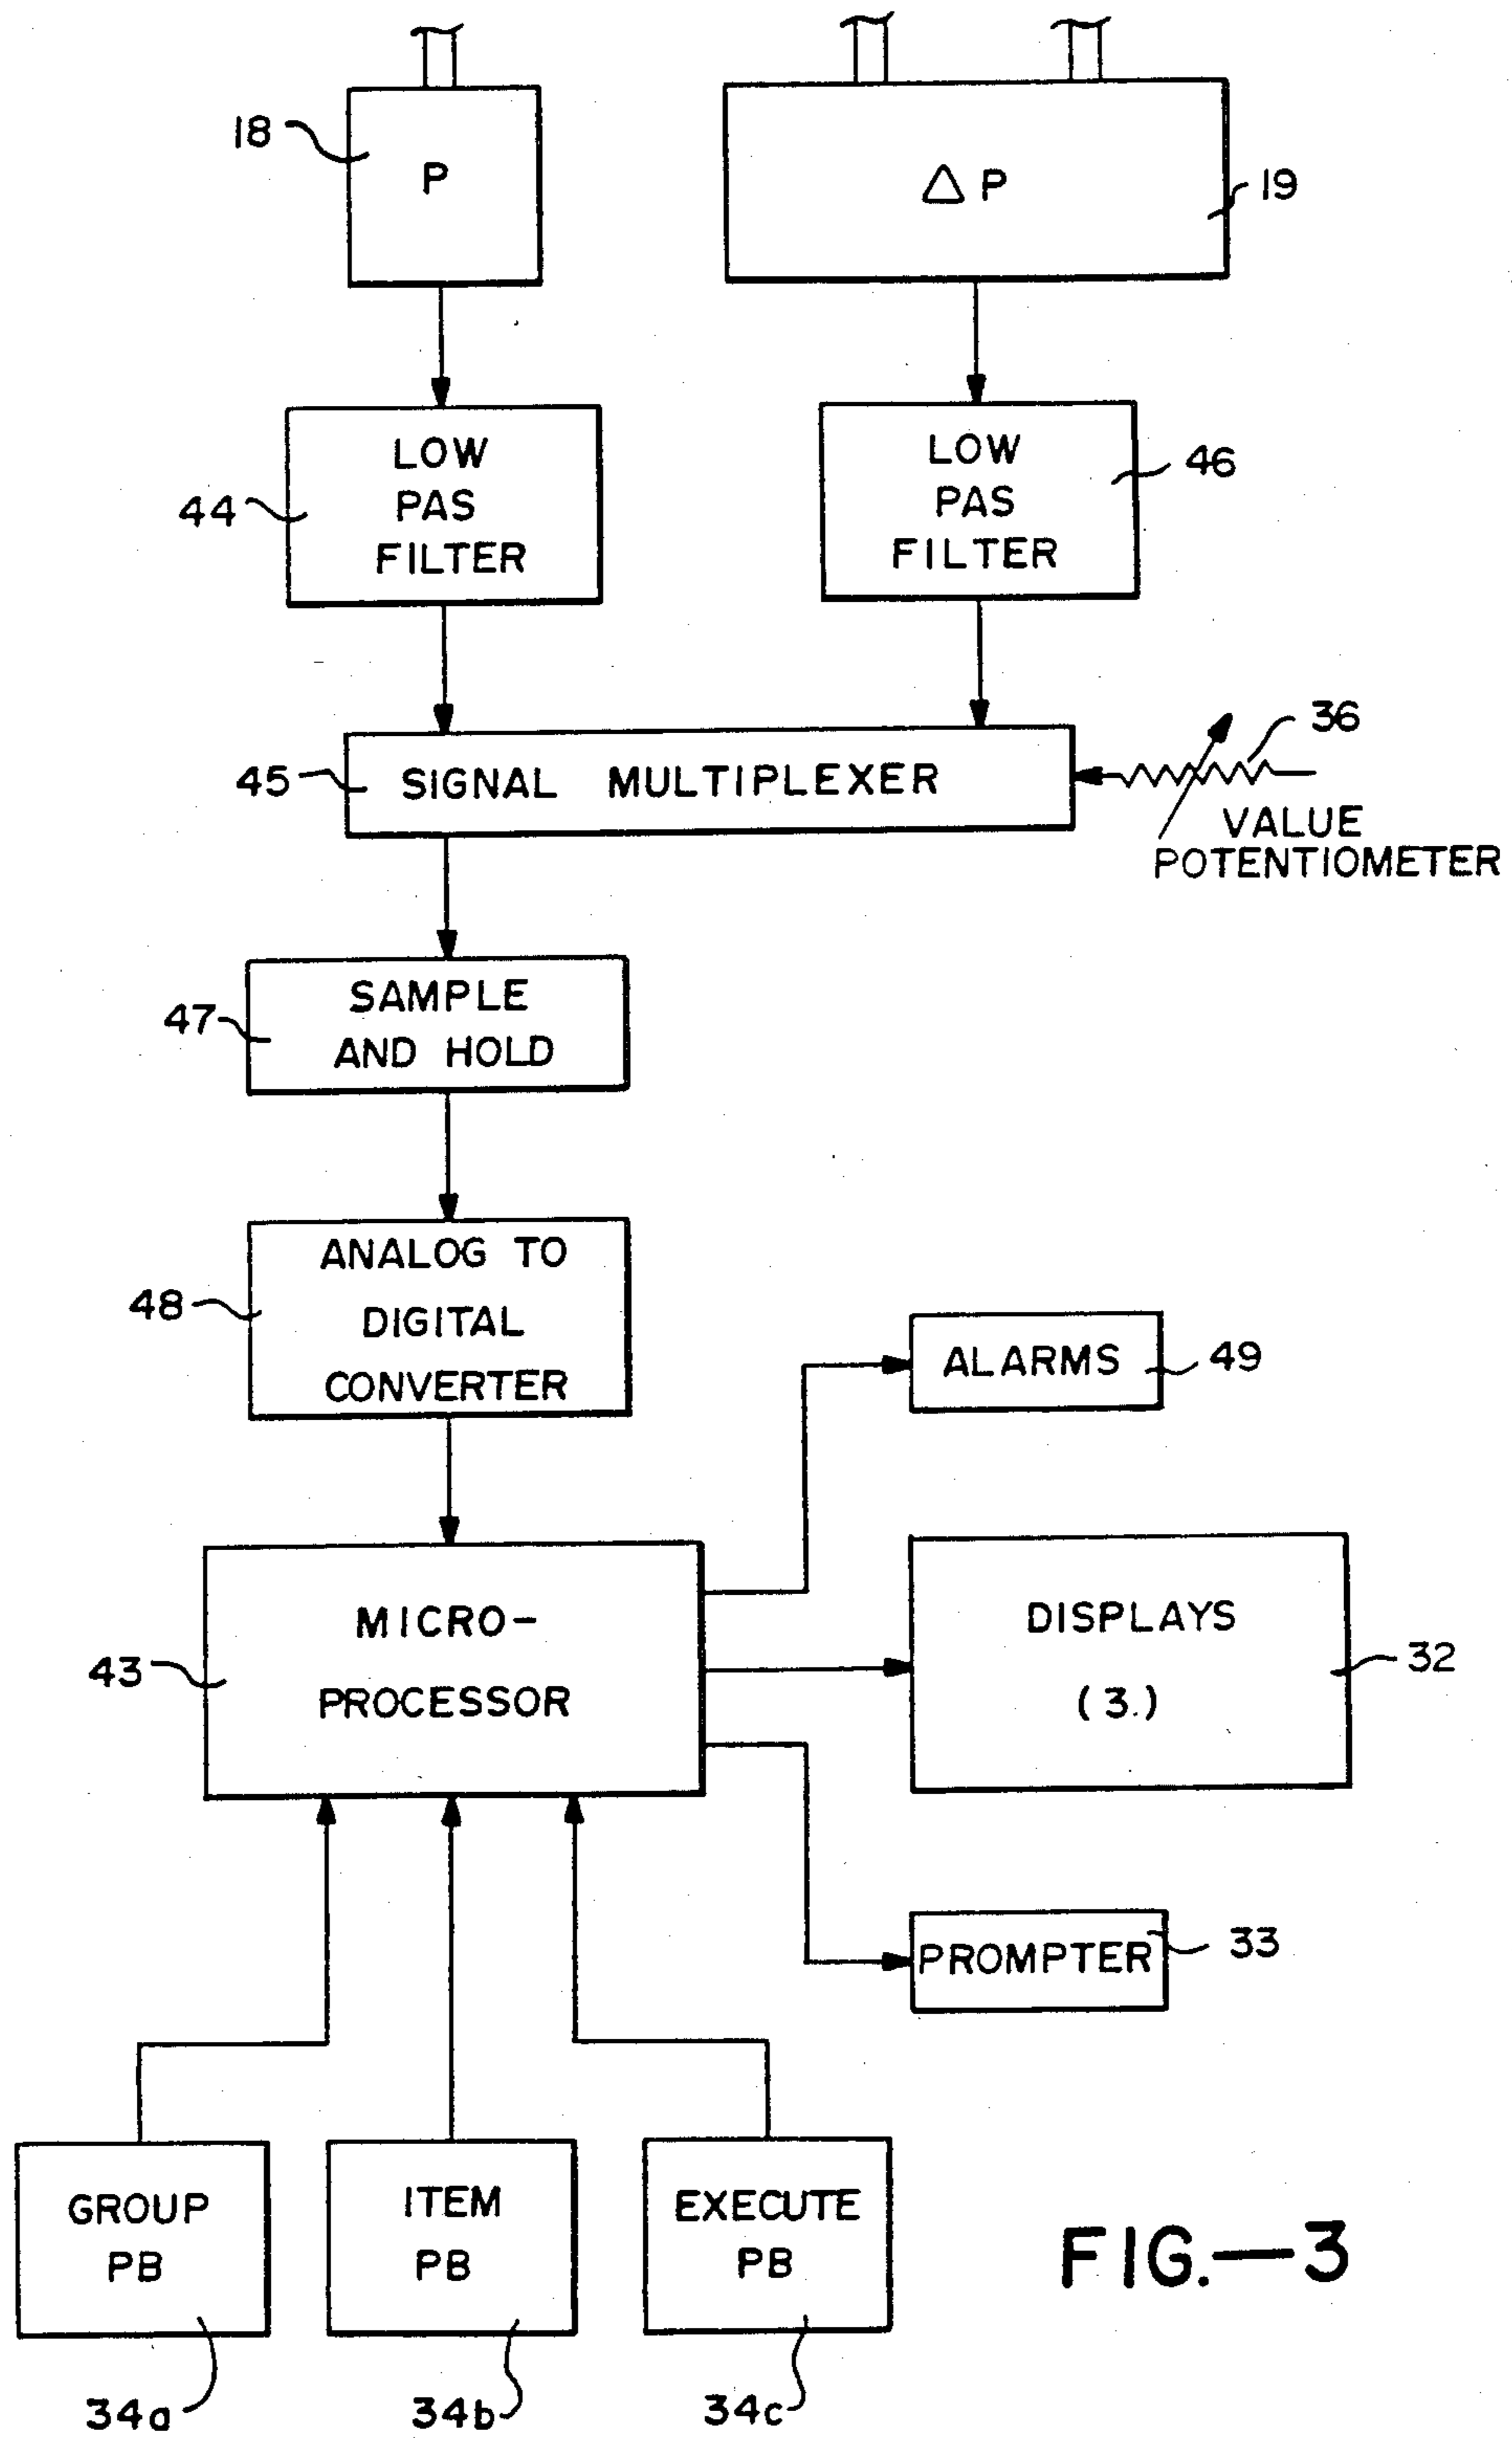 18
P
△ P
19
44
LOW
PAS
FILTER
LOW
PAS
FILTER
46
45
SIGNAL MULTIPLEXER
36
VALUE
POTENTIOMETER
47
SAMPLE
AND HOLD
48
ANALOG TO
DIGITAL
CONVERTER
ALARMS
49
43
MICRO-
PROCESSOR
DISPLAYS
(3.)
32
PROMPTER
33
GROUP
PB
ITEM
PB
EXECUTE
PB
34a
34b
34c
FIG.—3